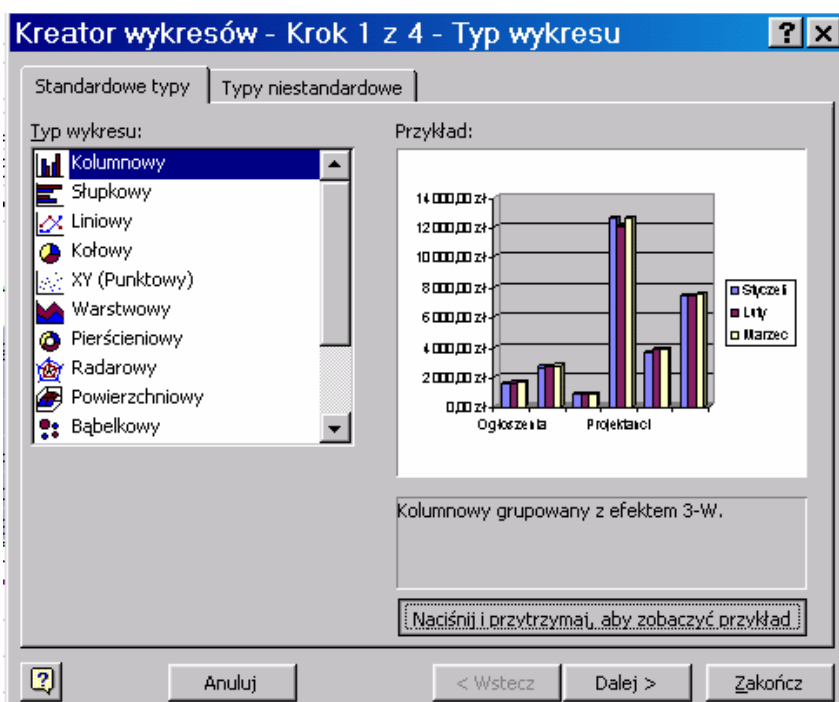 Kreator wykresów - Krok 1 z 4 - Typ wykresu
Standardowe typy
Typy niestandardowe
Typ wykresu:
Kolumnowy
Słupkowy
Liniowy
Kołowy
XY (Punktowy)
Warstwowy
Pierścieniowy
Radarowy
Powierzchniowy
Bąbelkowy
Przykład:
14 000,00 zł
12 000,00 zł
10 000,00 zł
8 000,00 zł
6 000,00 zł
4 000,00 zł
2 000,00 zł
0,00 zł
Ogłoszenia
Projektanci
Styczeń
Luty
Marzec
Kolumnowy grupowany z efektem 3-W.
Naciśnij i przytrzymaj, aby zobaczyć przykład
Anuluj
< Wstecz
Dalej >
Zakończ